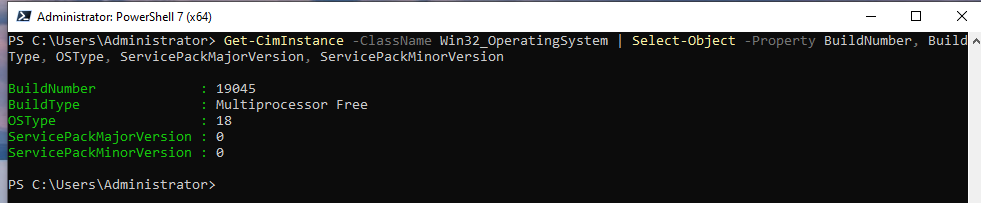 Administrator: PowerShell 7 (x64)
PS C:\Users\Administrator> Get-CimInstance -ClassName Win32_OperatingSystem | Select-Object -Property BuildNumber, Build
Type, OSType, ServicePackMajorVersion, ServicePackMinorVersion
BuildNumber             : 19045
BuildType               : Multiprocessor Free
OSType                  : 18
ServicePackMajorVersion : 0
ServicePackMinorVersion : 0
PS C:\Users\Administrator>